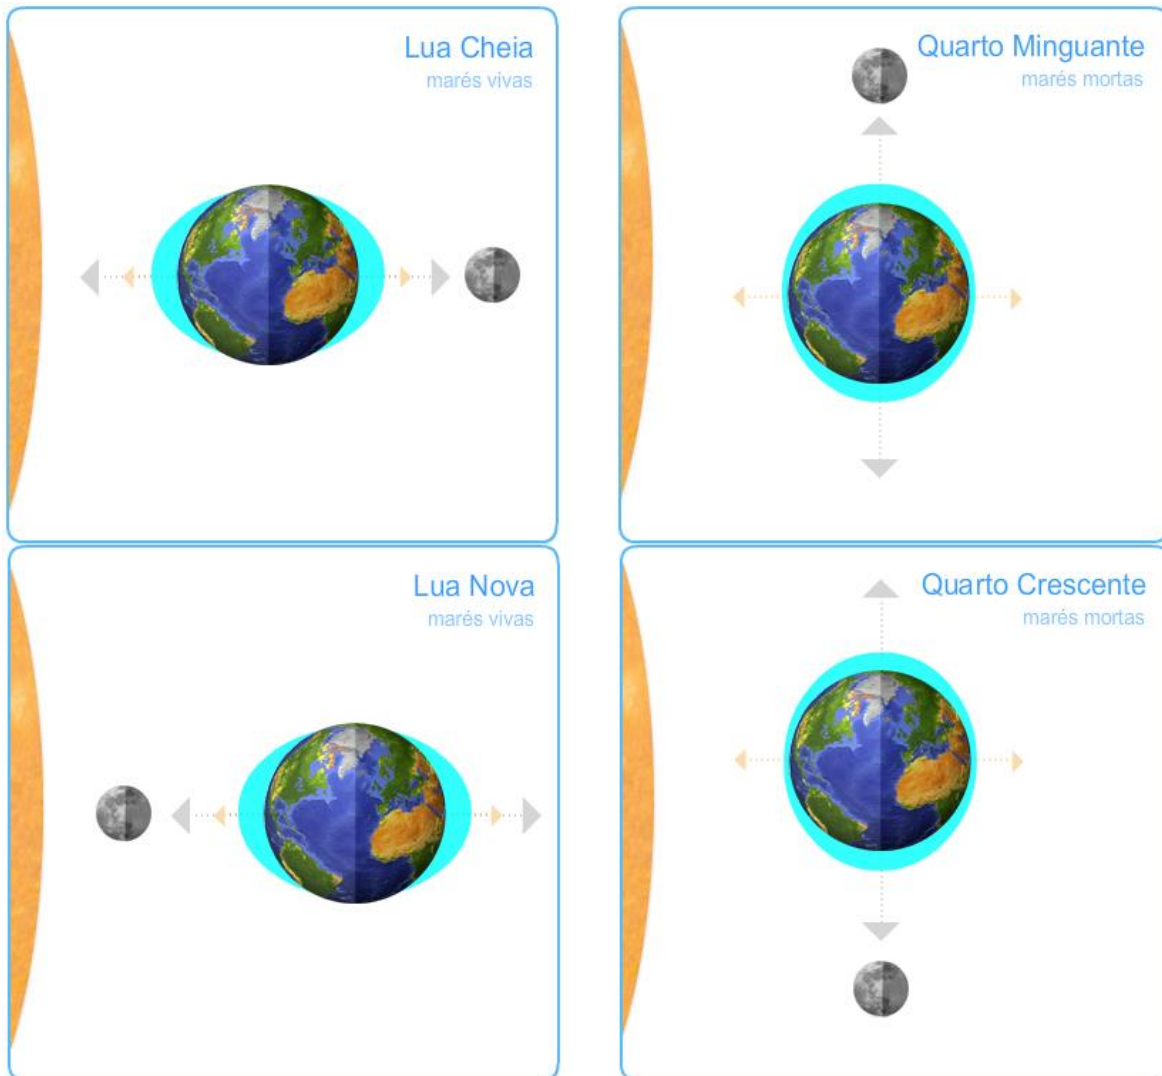 Lua Cheia
marés vivas
Quarto Minguante
marés mortas
Lua Nova
marés vivas
Quarto Crescente
marés mortas